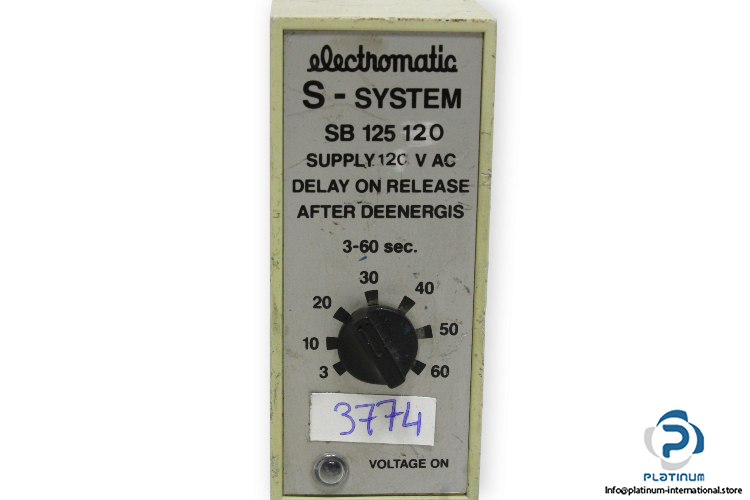 electromatic
S - SYSTEM
SB 125 120
SUPPLY 120 V AC
DELAY ON RELEASE
AFTER DEENERGIS
3-60 sec.
30
20 40
10 50
3 60
3774
VOLTAGE ON
PLATINUM
Info@platinum-international.store